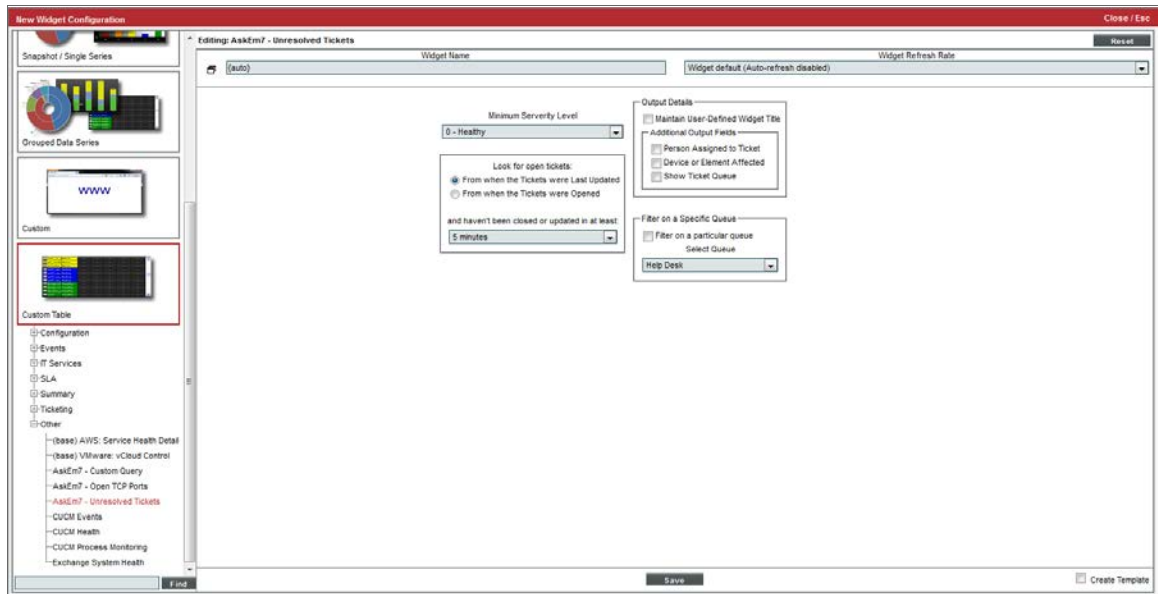 New Widget Configuration
Close / Esc
Snapshot / Single Series
Grouped Data Series
www
Custom
Custom Table
Configuration
Events
IT Services
SLA
Summary
Ticketing
Other
(base) AWS: Service Health Detail
(base) VMware: vCloud Control
AskEm7 - Custom Query
AskEm7 - Open TCP Ports
AskEm7 - Unresolved Tickets
CUCM Events
CUCM Health
CUCM Process Monitoring
Exchange System Health
Find
Editing: AskEm7 - Unresolved Tickets
Reset
Widget Name
Widget Refresh Rate
(auto)
Widget default (Auto-refresh disabled)
Minimum Serverity Level
0 - Healthy
Look for open tickets:
From when the Tickets were Last Updated
From when the Tickets were Opened
and haven't been closed or updated in at least:
5 minutes
Output Details
Maintain User-Defined Widget Title
Additional Output Fields
Person Assigned to Ticket
Device or Element Affected
Show Ticket Queue
Filter on a Specific Queue
Filter on a particular queue
Select Queue
Help Desk
Save
Create Template